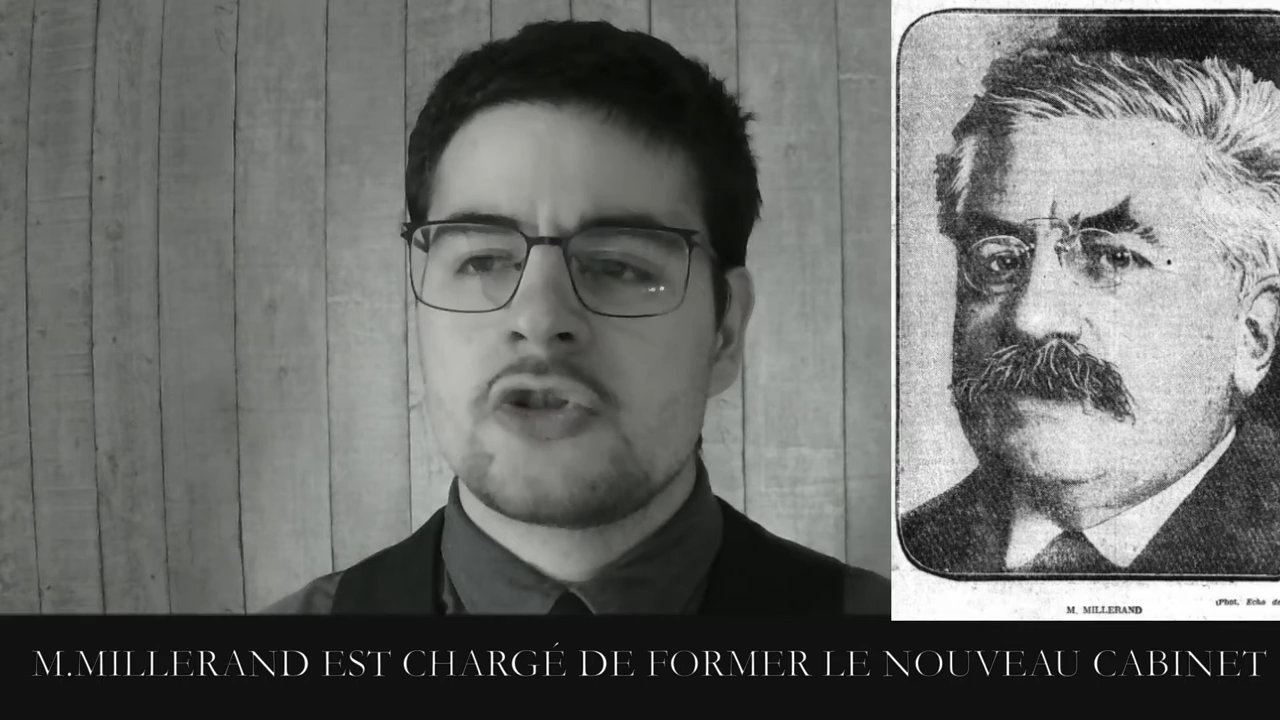 M. MILLERAND
(Phot. Echo de
M.MILLERAND EST CHARGÉ DE FORMER LE NOUVEAU CABINET